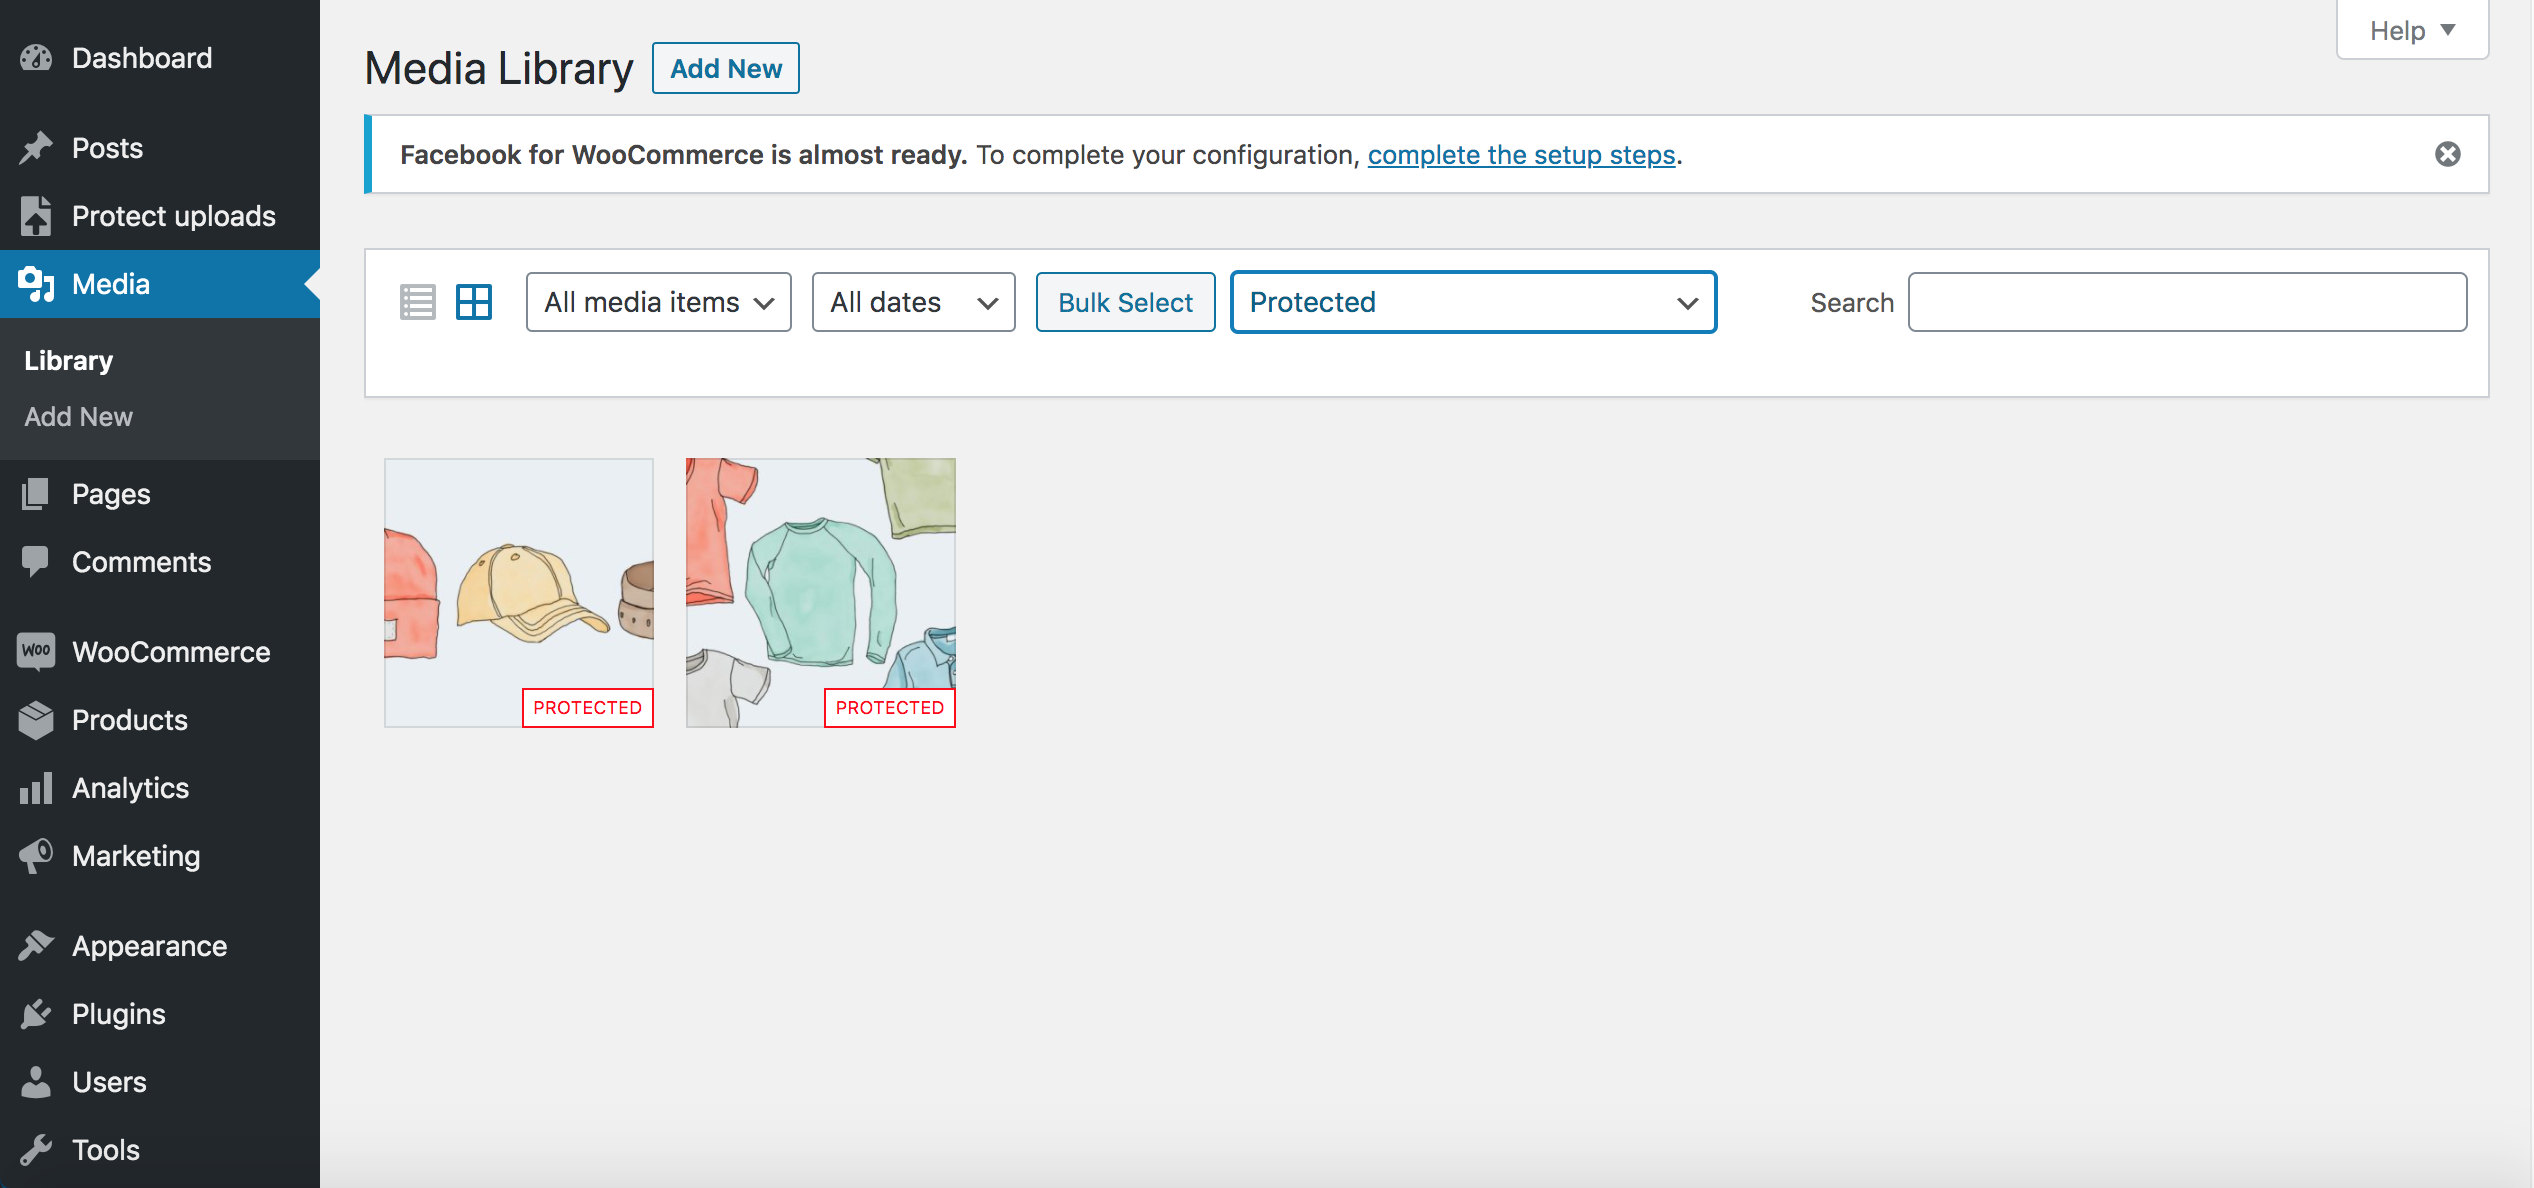 Dashboard
Posts
Protect uploads
Media
Library
Add New
Pages
Comments
Woo WooCommerce
Products
Analytics
Marketing
Appearance
Plugins
Users
Tools
Help
Media Library Add New
Facebook for WooCommerce is almost ready. To complete your configuration, complete the setup steps.
All media items All dates Bulk Select Protected Search
PROTECTED PROTECTED